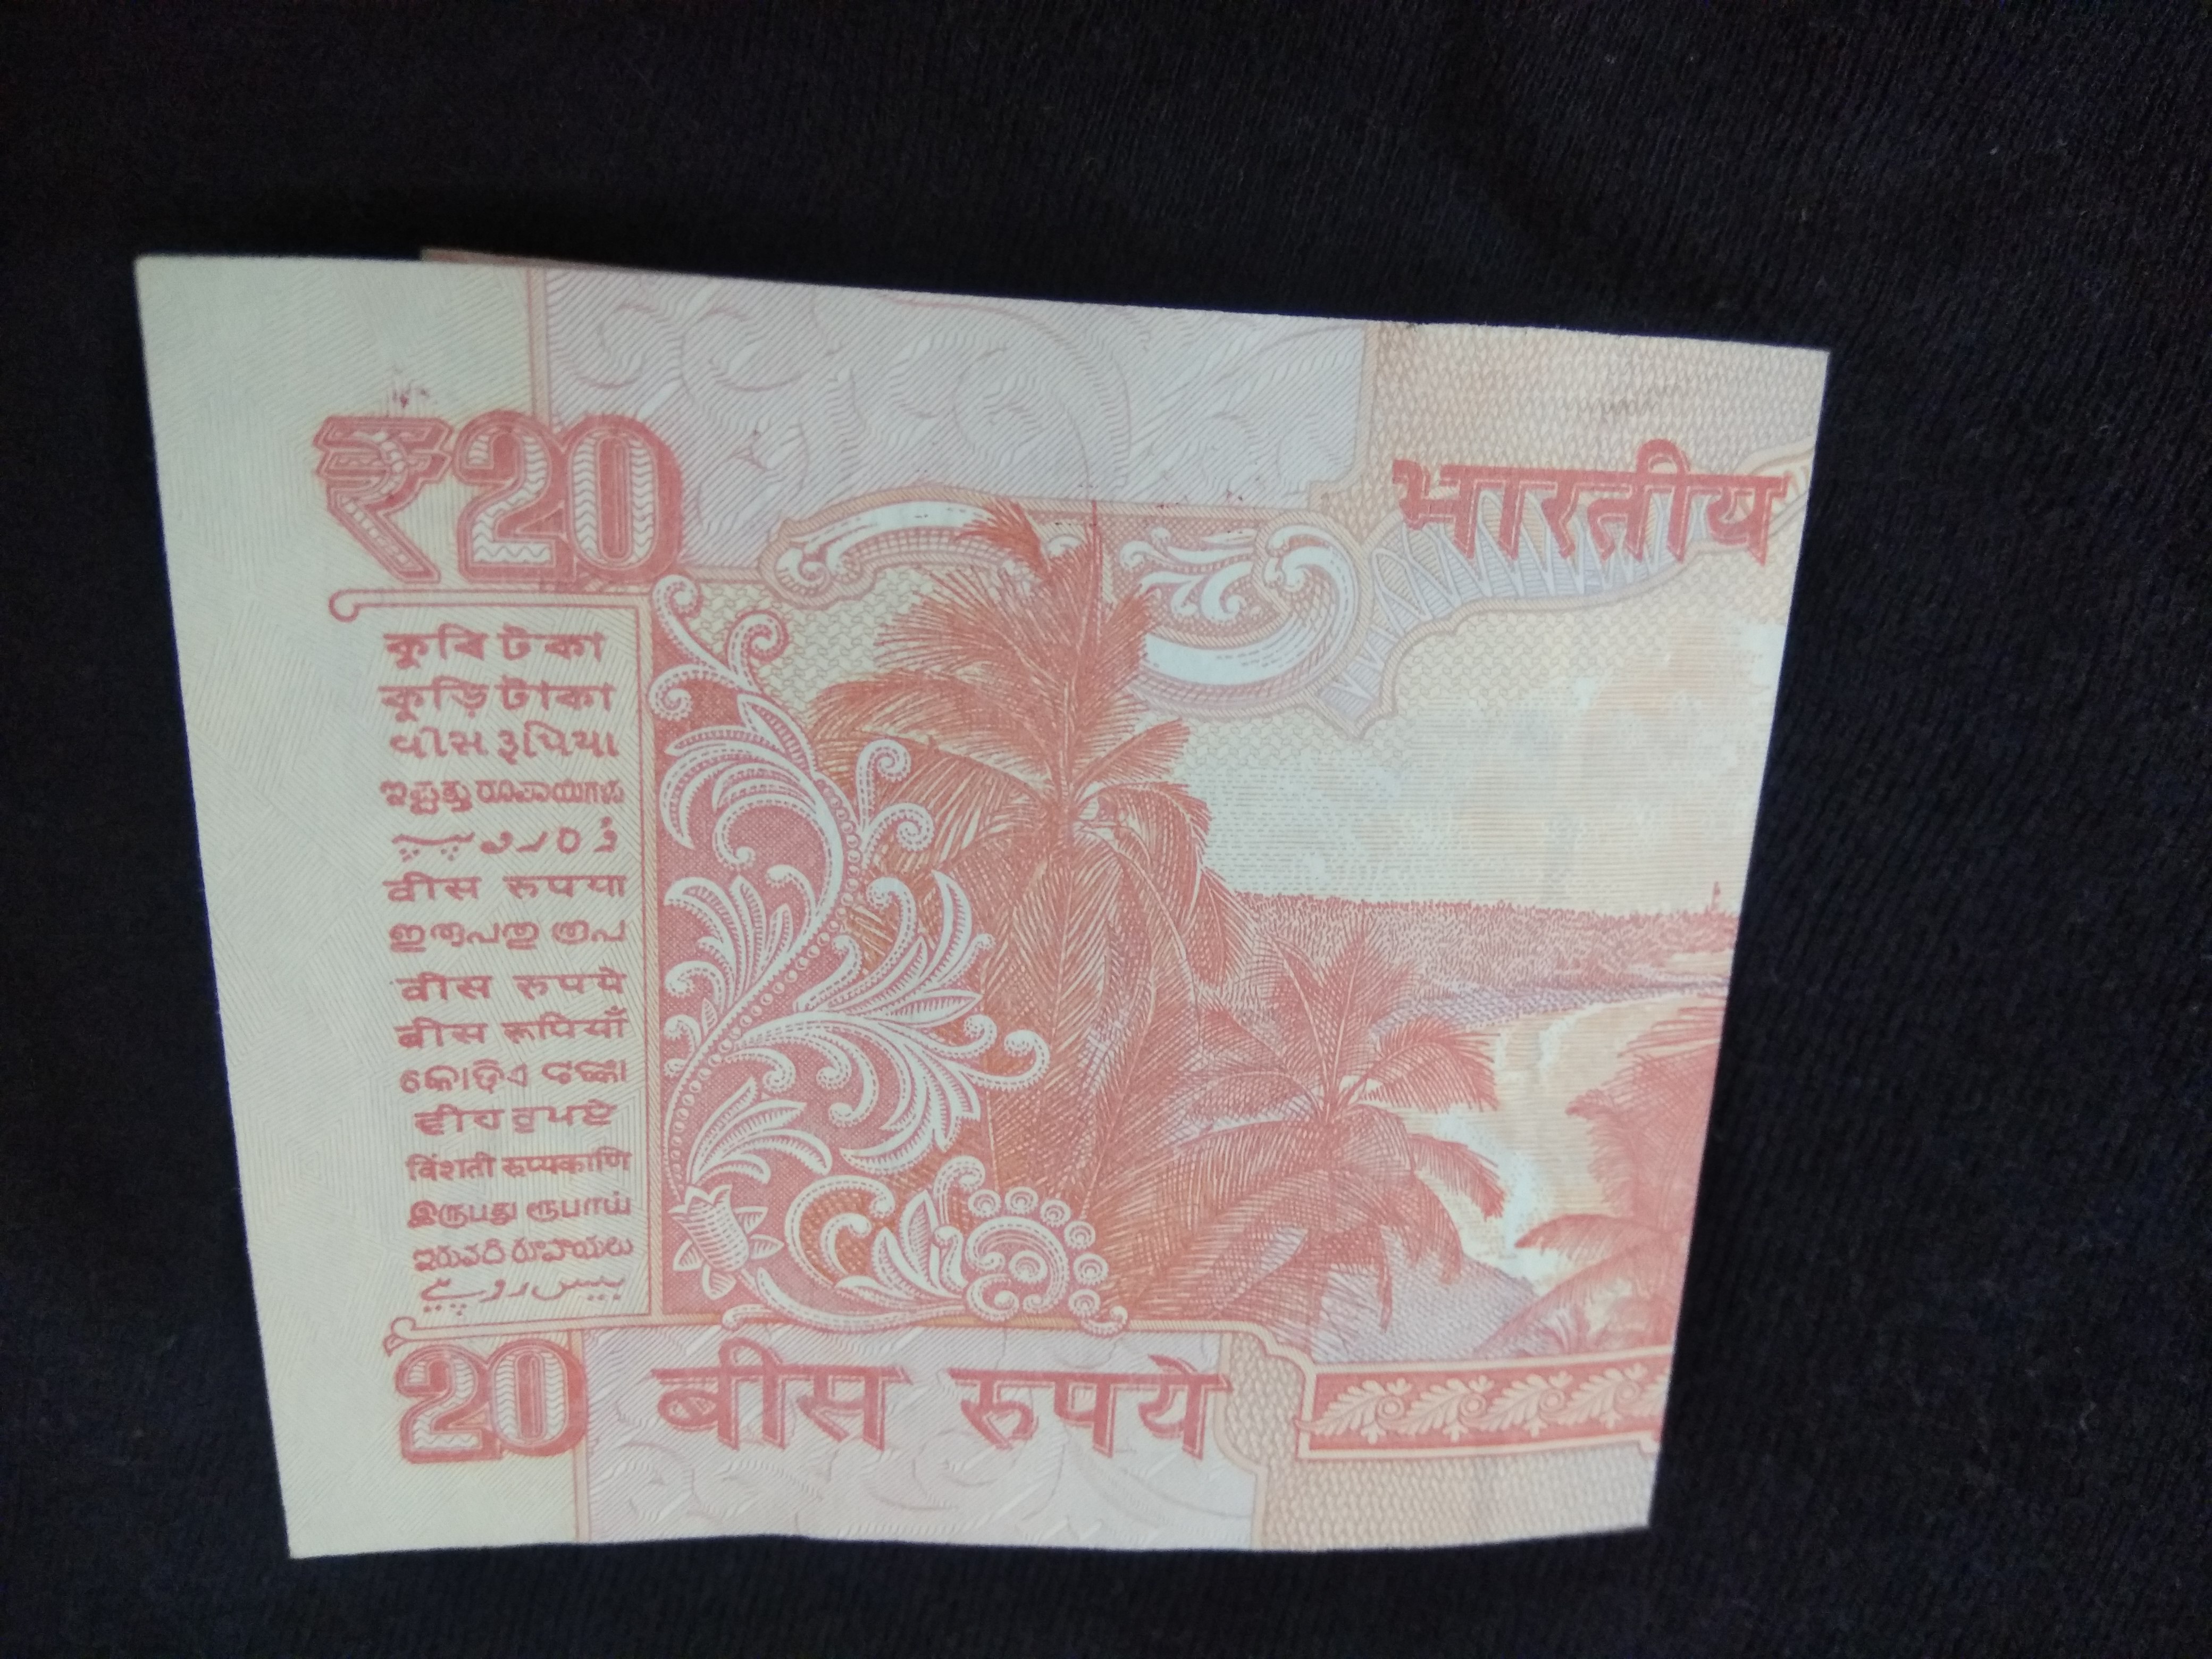 ₹20
भारतीय
কুৰি টকা
কুড়ি টাকা
વીસ રૂપિયા
ಇಪ್ಪತ್ತು ರೂಪಾಯಿಗಳು
وُہ روپیہ
वीस रुपया
ഇരുപതു രൂപ
वीस रुपये
बीस रूपियाँ
କୋଡ଼ିଏ ଟଙ୍କା
ਵੀਹ ਰੁਪਏ
विंशती रूप्यकाणि
இருபது ரூபாய்
ఇరువది రూపాయలు
بیس روپیے
20 बीस रुपये